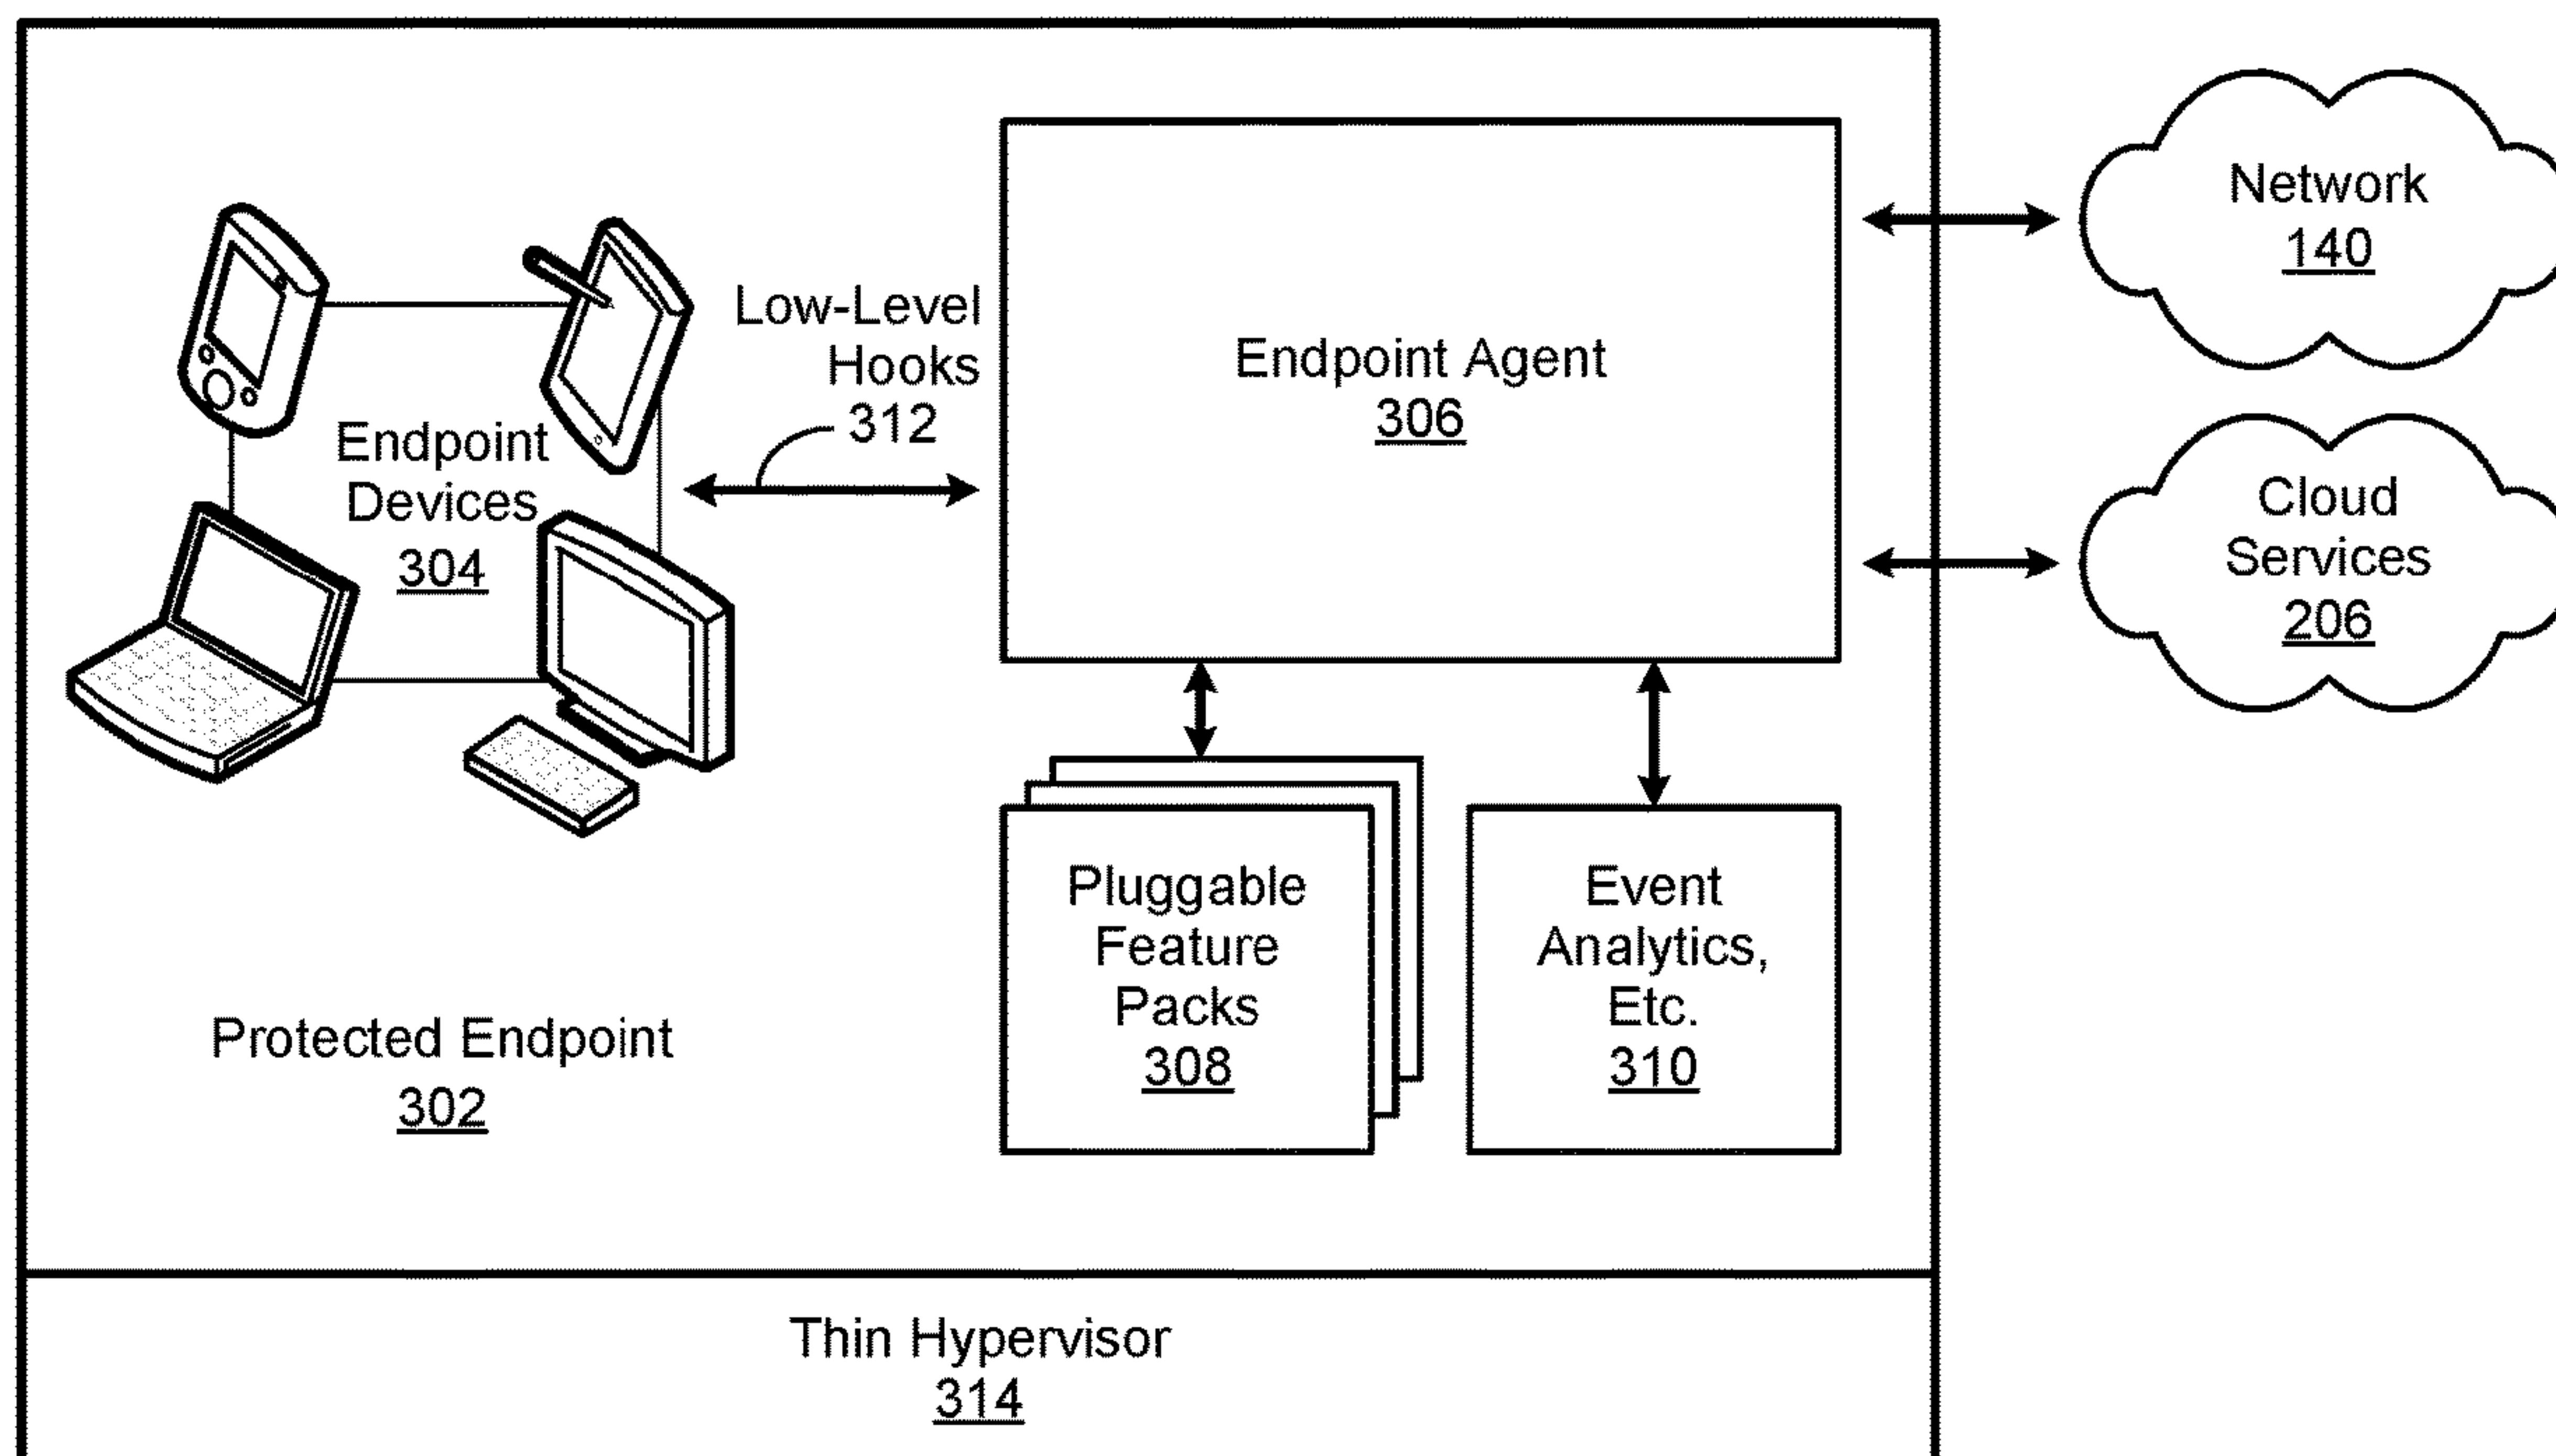 Low-Level
Hooks
312
Endpoint
Devices
304
Endpoint Agent
306
Network
140
Cloud
Services
206
Pluggable
Feature
Packs
308
Event
Analytics,
Etc.
310
Protected Endpoint
302
Thin Hypervisor
314